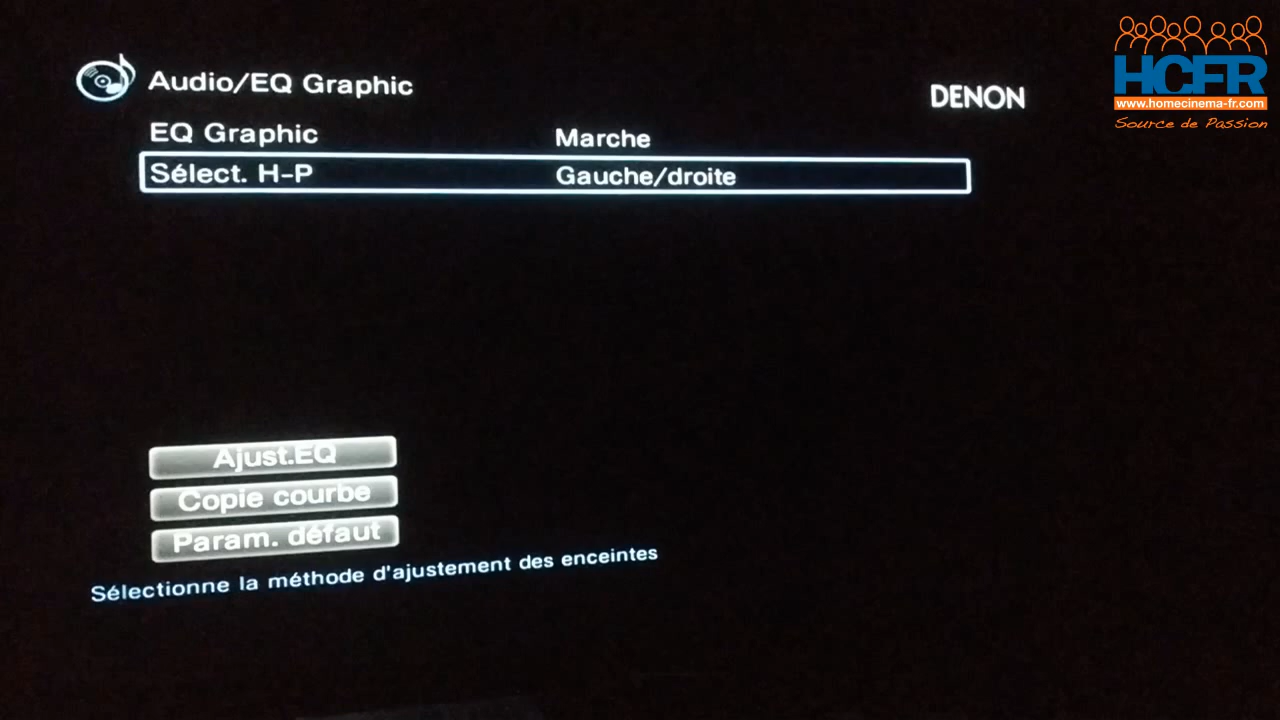 Audio/EQ Graphic
DENON
HCFR
www.homecinema-fr.com
Source de Passion
EQ Graphic Marche
Sélect. H-P Gauche/droite
Ajust.EQ
Copie courbe
Param. défaut
Sélectionne la méthode d'ajustement des enceintes